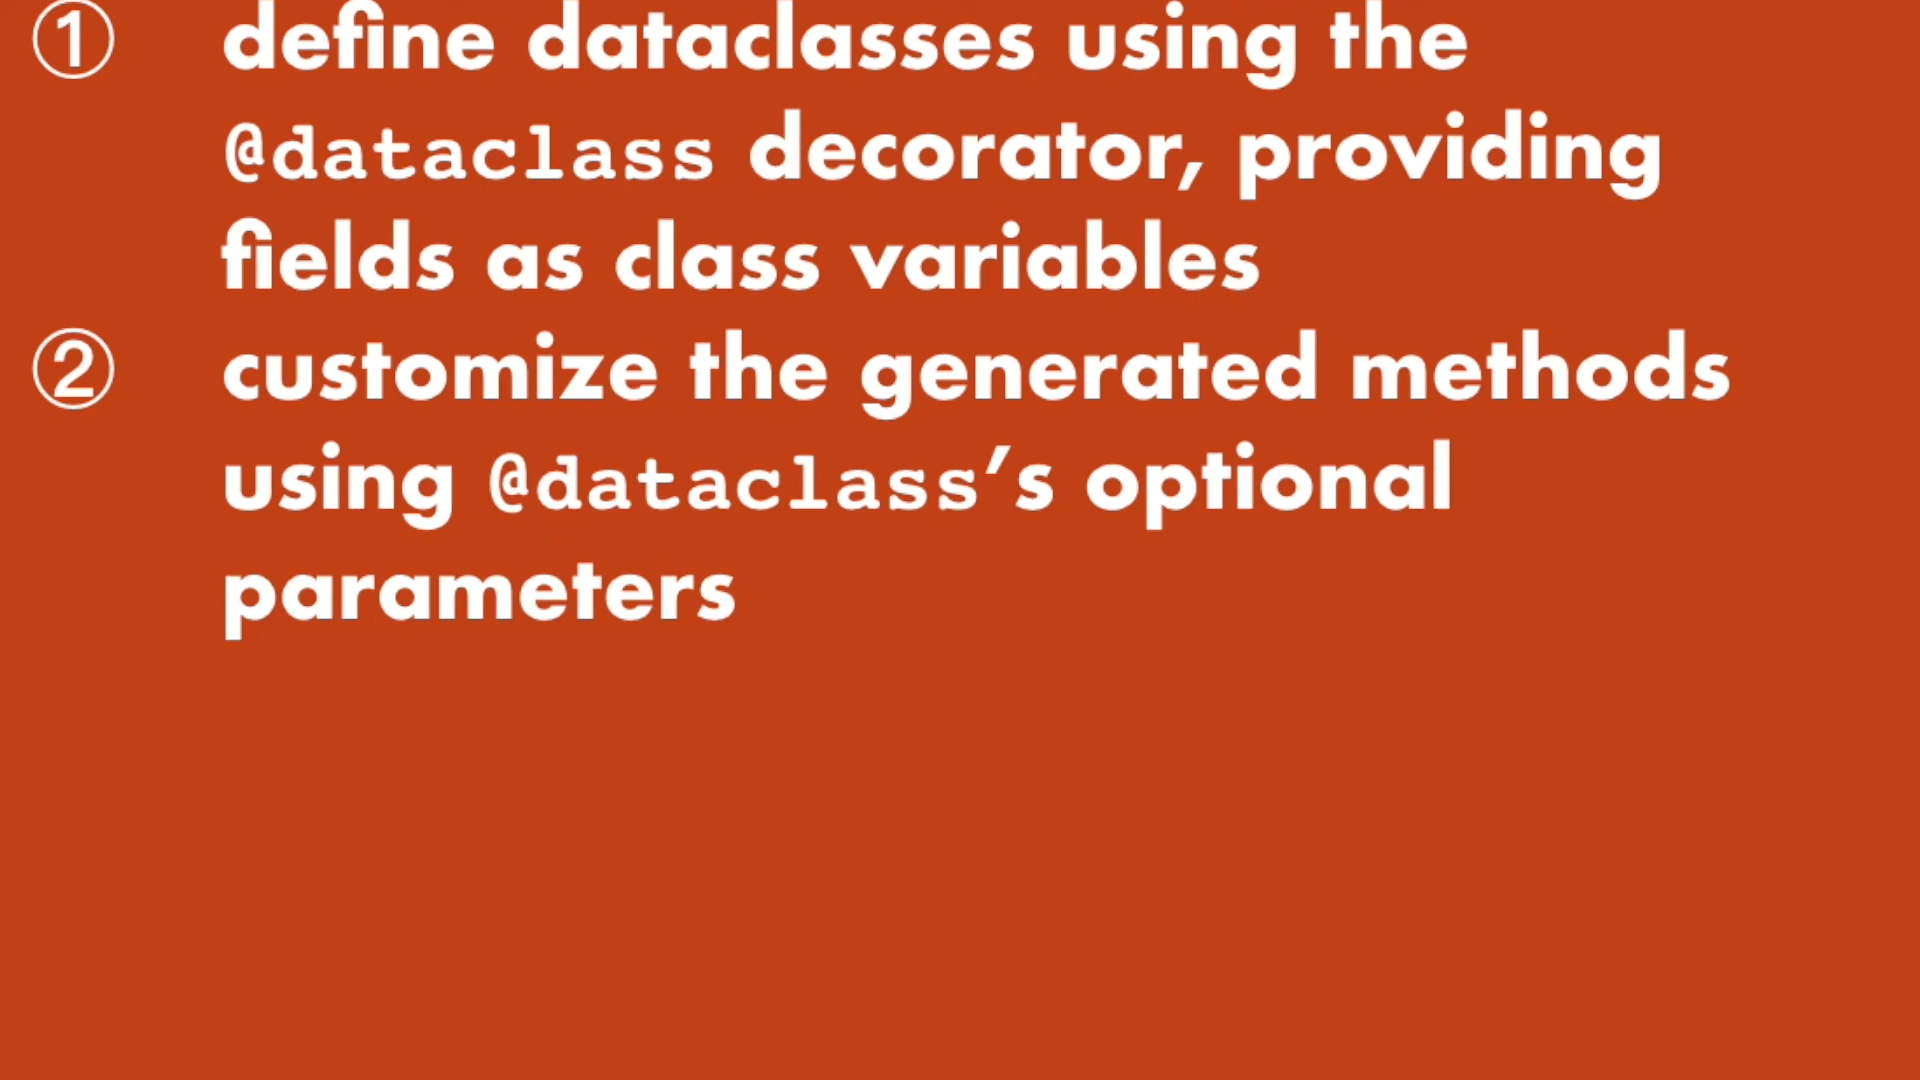 ① define dataclasses using the
@dataclass decorator, providing
fields as class variables
② customize the generated methods
using @dataclass’s optional
parameters